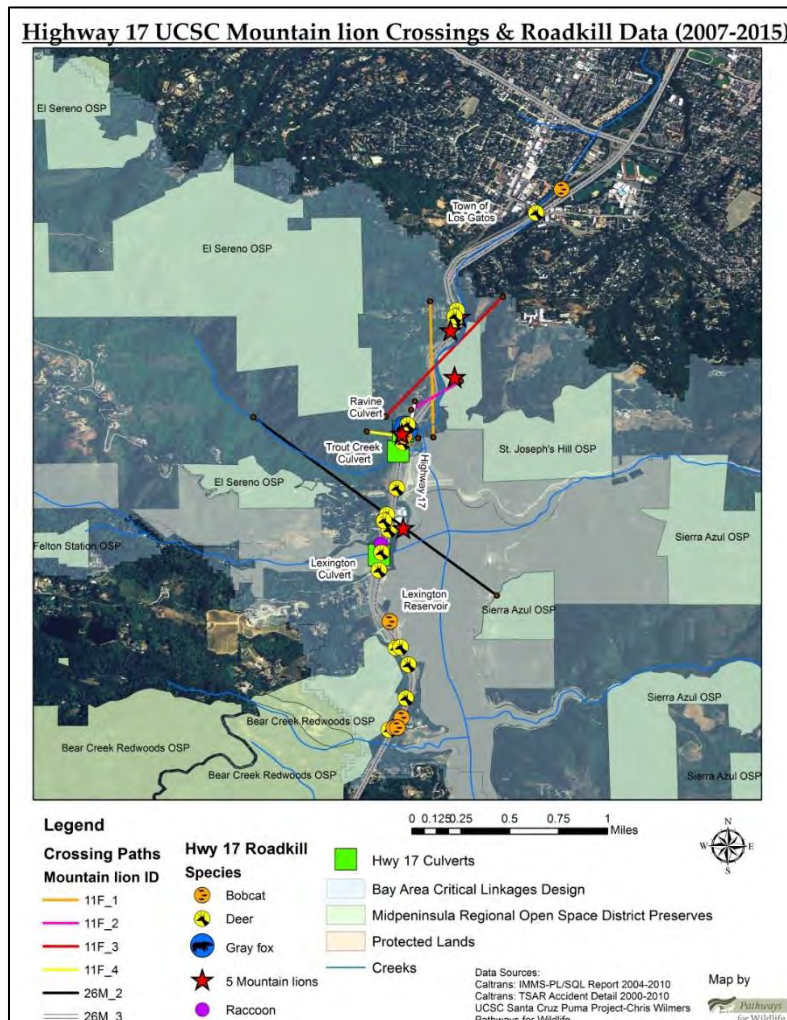 Highway 17 UCSC Mountain lion Crossings & Roadkill Data (2007-2015)
El Sereno OSP
Town of
Los Gatos
El Sereno OSP
Ravine
Culvert
Trout Creek
Culvert
Highway 17
St. Joseph's Hill OSP
El Sereno OSP
Felton Station OSP
Sierra Azul OSP
Lexington
Culvert
Lexington
Reservoir
Sierra Azul OSP
Sierra Azul OSP
Bear Creek Redwoods OSP
Bear Creek Redwoods OSP
Bear Creek Redwoods OSP
Sierra Azul OSP
Legend
Crossing Paths
Mountain lion ID
11F_1
11F_2
11F_3
11F_4
26M_2
26M_3
Hwy 17 Roadkill
Species
Bobcat
Deer
Gray fox
5 Mountain lions
Raccoon
Hwy 17 Culverts
Bay Area Critical Linkages Design
Midpeninsula Regional Open Space District Preserves
Protected Lands
Creeks
0 0.125 0.25 0.5 0.75 1
Miles
N
W E
S
Data Sources:
Caltrans: IMMS-PL/SQL Report 2004-2010
Caltrans: TSAR Accident Detail 2000-2010
UCSC Santa Cruz Puma Project-Chris Wilmers
Pathways for Wildlife
Map by
Pathways
for Wildlife